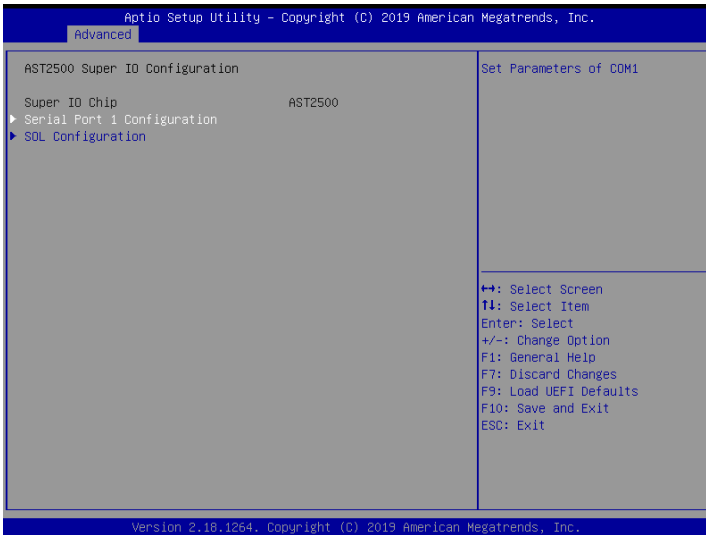 Aptio Setup Utility – Copyright (C) 2019 American Megatrends, Inc.
Advanced
AST2500 Super IO Configuration
Super IO Chip AST2500
Serial Port 1 Configuration
SOL Configuration
Set Parameters of COM1
↔: Select Screen
↑↓: Select Item
Enter: Select
+/-: Change Option
F1: General Help
F7: Discard Changes
F9: Load UEFI Defaults
F10: Save and Exit
ESC: Exit
Version 2.18.1264. Copyright (C) 2019 American Megatrends, Inc.